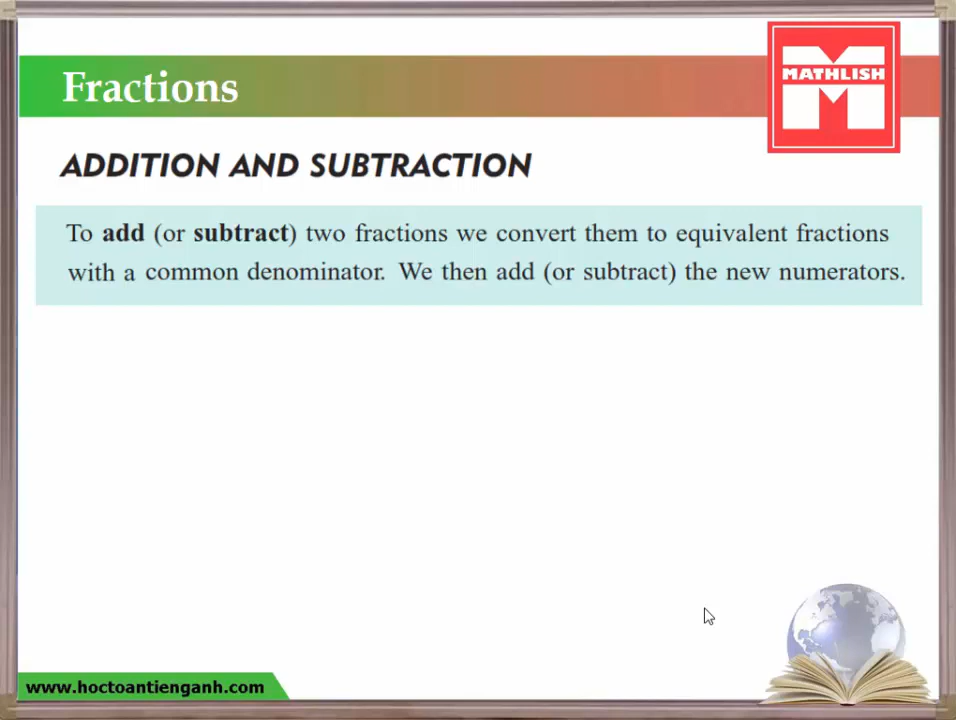 Fractions
MATHLISH
ADDITION AND SUBTRACTION
To add (or subtract) two fractions we convert them to equivalent fractions
with a common denominator. We then add (or subtract) the new numerators.
www.hoctoantienganh.com